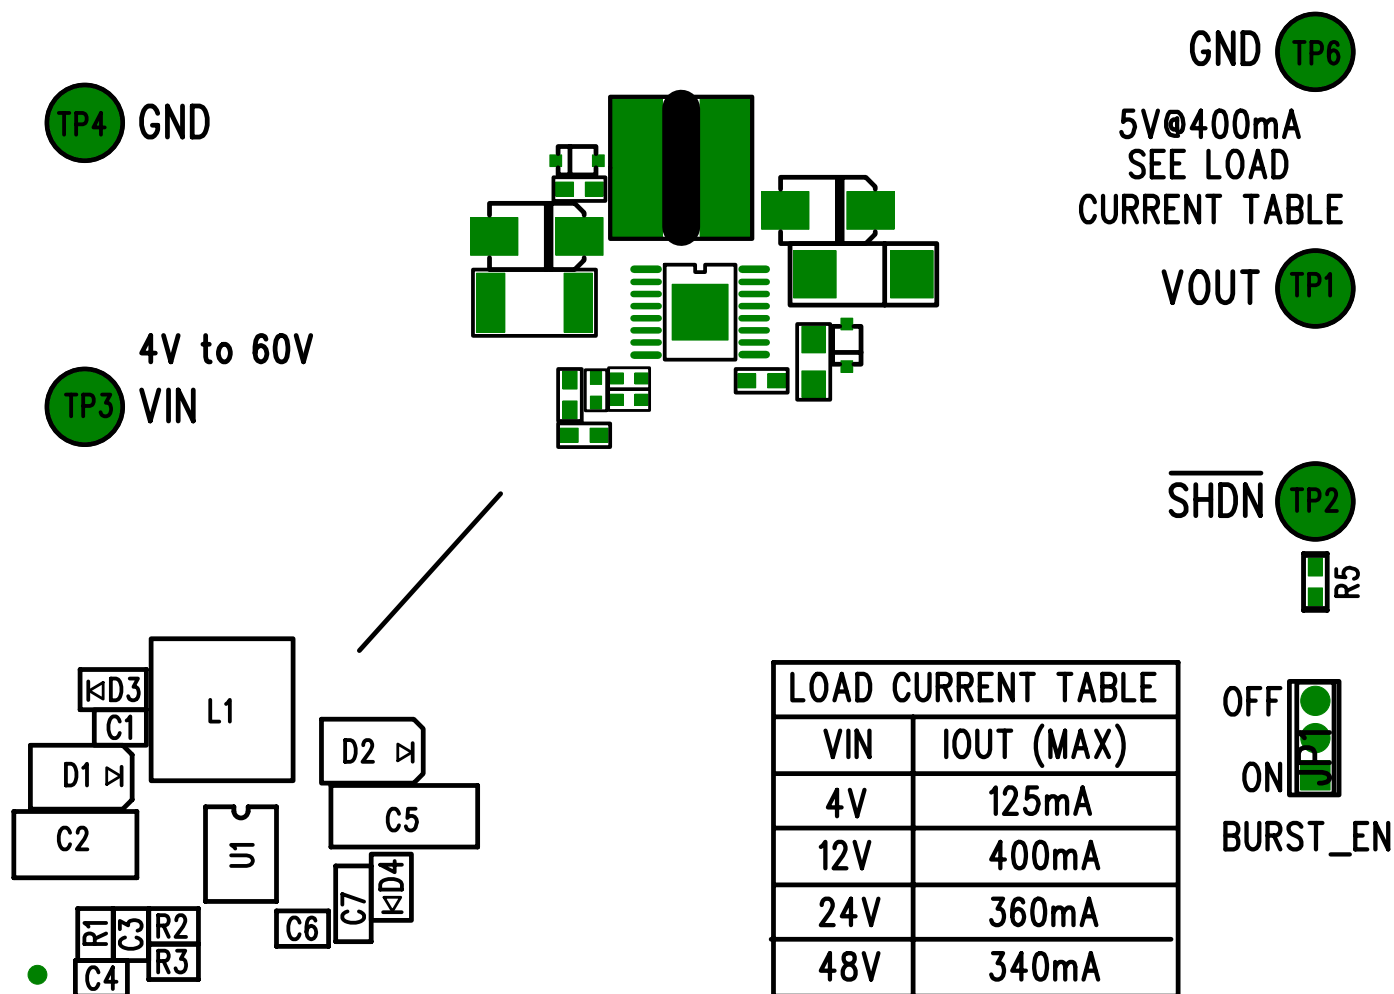 GND TP6
TP4 GND
5V@400mA
SEE LOAD
CURRENT TABLE
VOUT TP1
4V to 60V
TP3 VIN
SHDN TP2
R5
LOAD CURRENT TABLE
VIN IOUT (MAX)
4V 125mA
12V 400mA
24V 360mA
48V 340mA
OFF
JP1
ON
BURST_EN
D3
C1
L1
D1
D2
C2
C5
U1
D4
C7
R1
C3
R2
C6
R3
C4